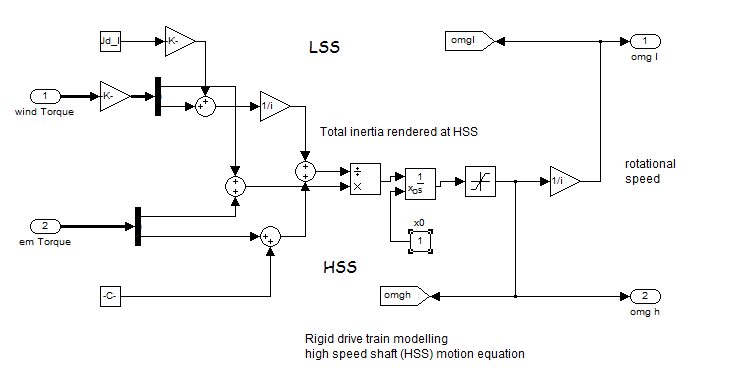 Jd_l
-K-
LSS
omgl
1
omg l
1
wind Torque
-K-
1/i
Total inertia rendered at HSS
÷
×
1
xos
1/i
rotational
speed
x0
1
2
em Torque
HSS
-C-
omgh
2
omg h
Rigid drive train modelling
high speed shaft (HSS) motion equation